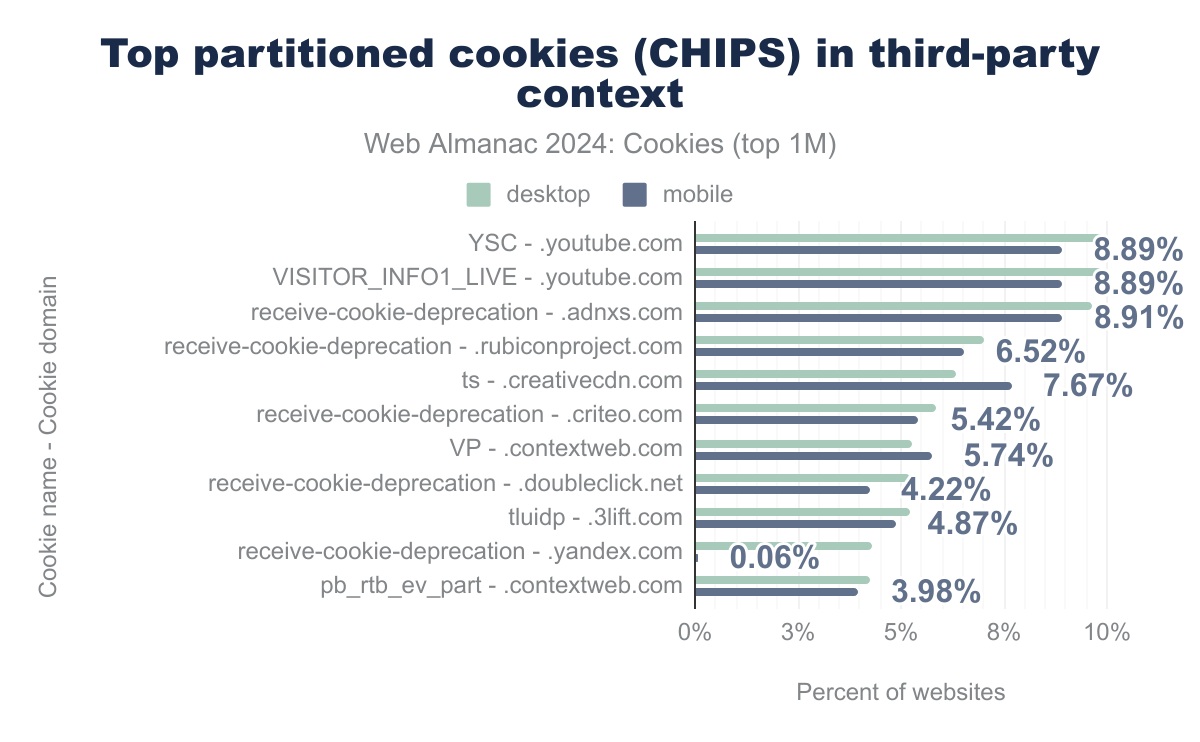 Top partitioned cookies (CHIPS) in third-party
context
Web Almanac 2024: Cookies (top 1M)
desktop
mobile
Cookie name - Cookie domain
YSC - .youtube.com
8.89%
VISITOR_INFO1_LIVE - .youtube.com
8.89%
receive-cookie-deprecation - .adnxs.com
8.91%
receive-cookie-deprecation - .rubiconproject.com
6.52%
ts - .creativecdn.com
7.67%
receive-cookie-deprecation - .criteo.com
5.42%
VP - .contextweb.com
5.74%
receive-cookie-deprecation - .doubleclick.net
4.22%
tluidp - .3lift.com
4.87%
receive-cookie-deprecation - .yandex.com
0.06%
pb_rtb_ev_part - .contextweb.com
3.98%
0% 3% 5% 8% 10%
Percent of websites